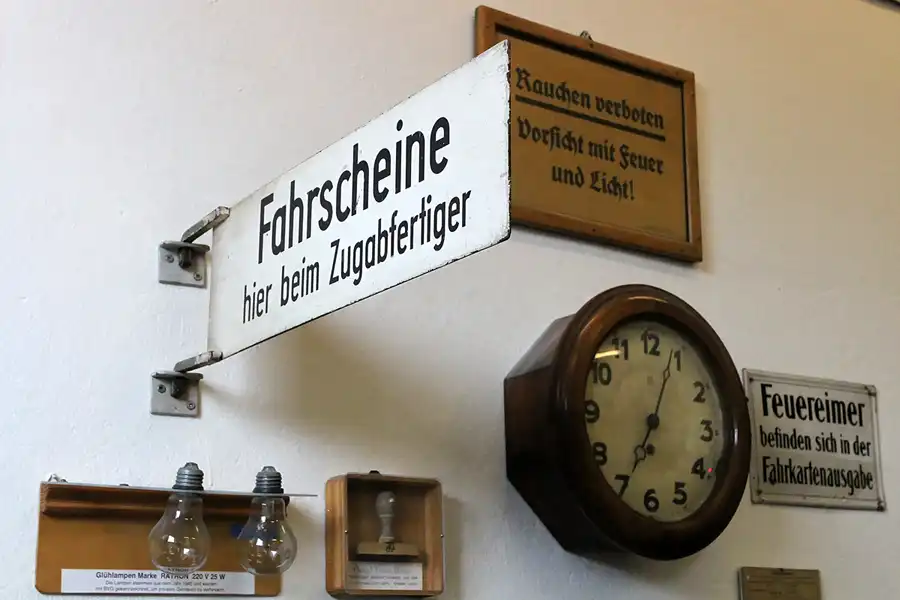 Rauchen verboten
Vorsicht mit Feuer
und Licht!
Fahrscheine
hier beim Zugabfertiger
11 12 1
10 2
9 3
8 4
7 6 5
Feuereimer
befinden sich in der
Fahrkartenausgabe
Glühlampen Marke RATHON 220 V 25 W